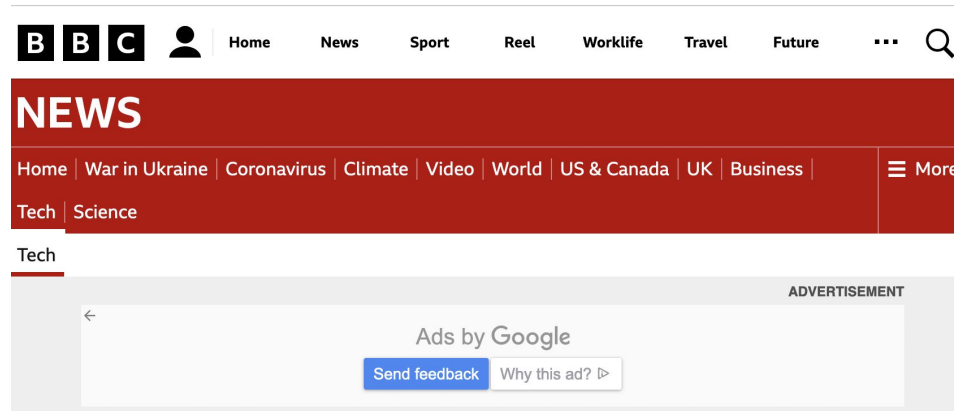 BBC Home News Sport Reel Worklife Travel Future ...
NEWS
Home War in Ukraine Coronavirus Climate Video World US & Canada UK Business More
Tech Science
Tech
ADVERTISEMENT
Ads by Google
Send feedback Why this ad?